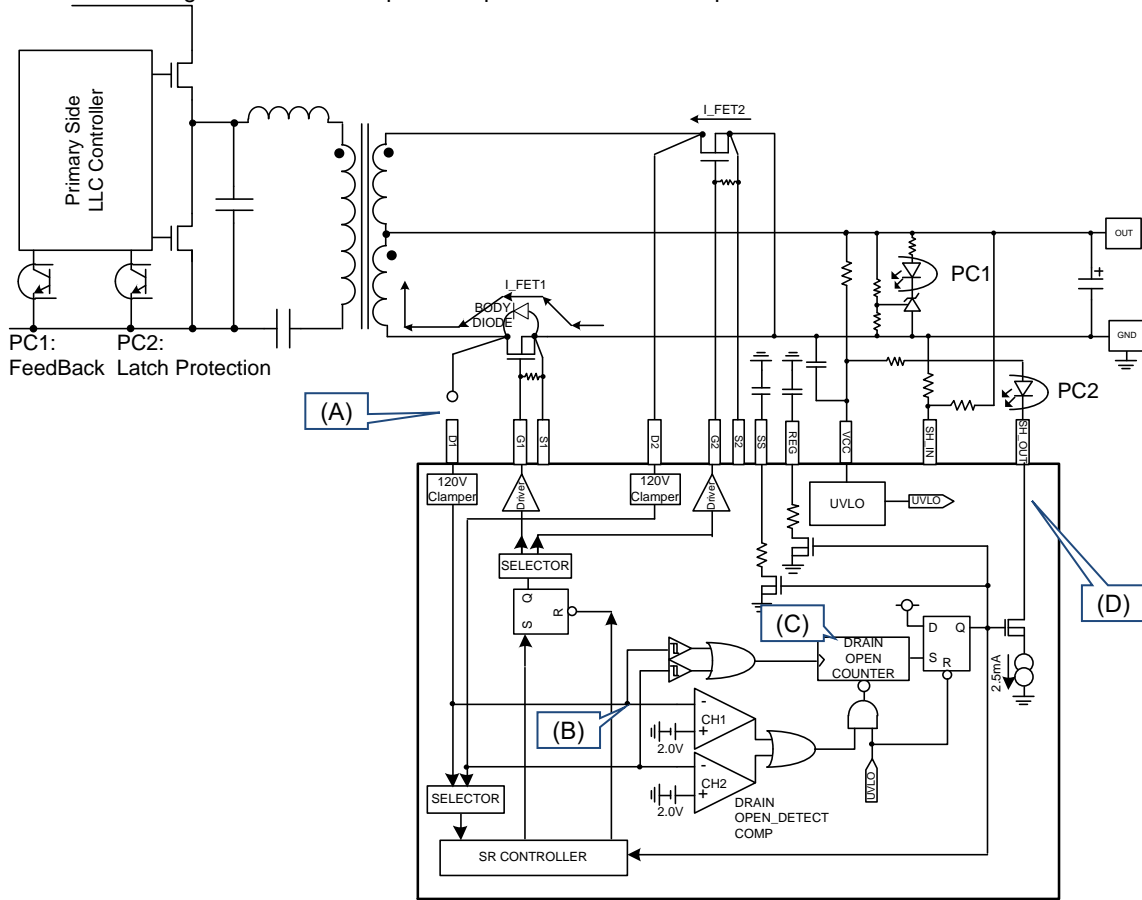 Primary Side
LLC Controller
PC1:
FeedBack
PC2:
Latch Protection
I_FET2
I_FET1
BODY
DIODE
OUT
PC1
+
GND
PC2
(A)
D1
G1
S1
D2
G2
S2
SS
REG
VCC
SH_IN
SH_OUT
120V
Clamper
Driver
120V
Clamper
Driver
UVLO
UVLO
SELECTOR
Q
S
R
(D)
(C)
DRAIN
OPEN
COUNTER
D
Q
S
R
2.5mA
(B)
-
CH1
+
2.0V
-
CH2
+
2.0V
UVLO
DRAIN
OPEN_DETECT
COMP
SELECTOR
SR CONTROLLER